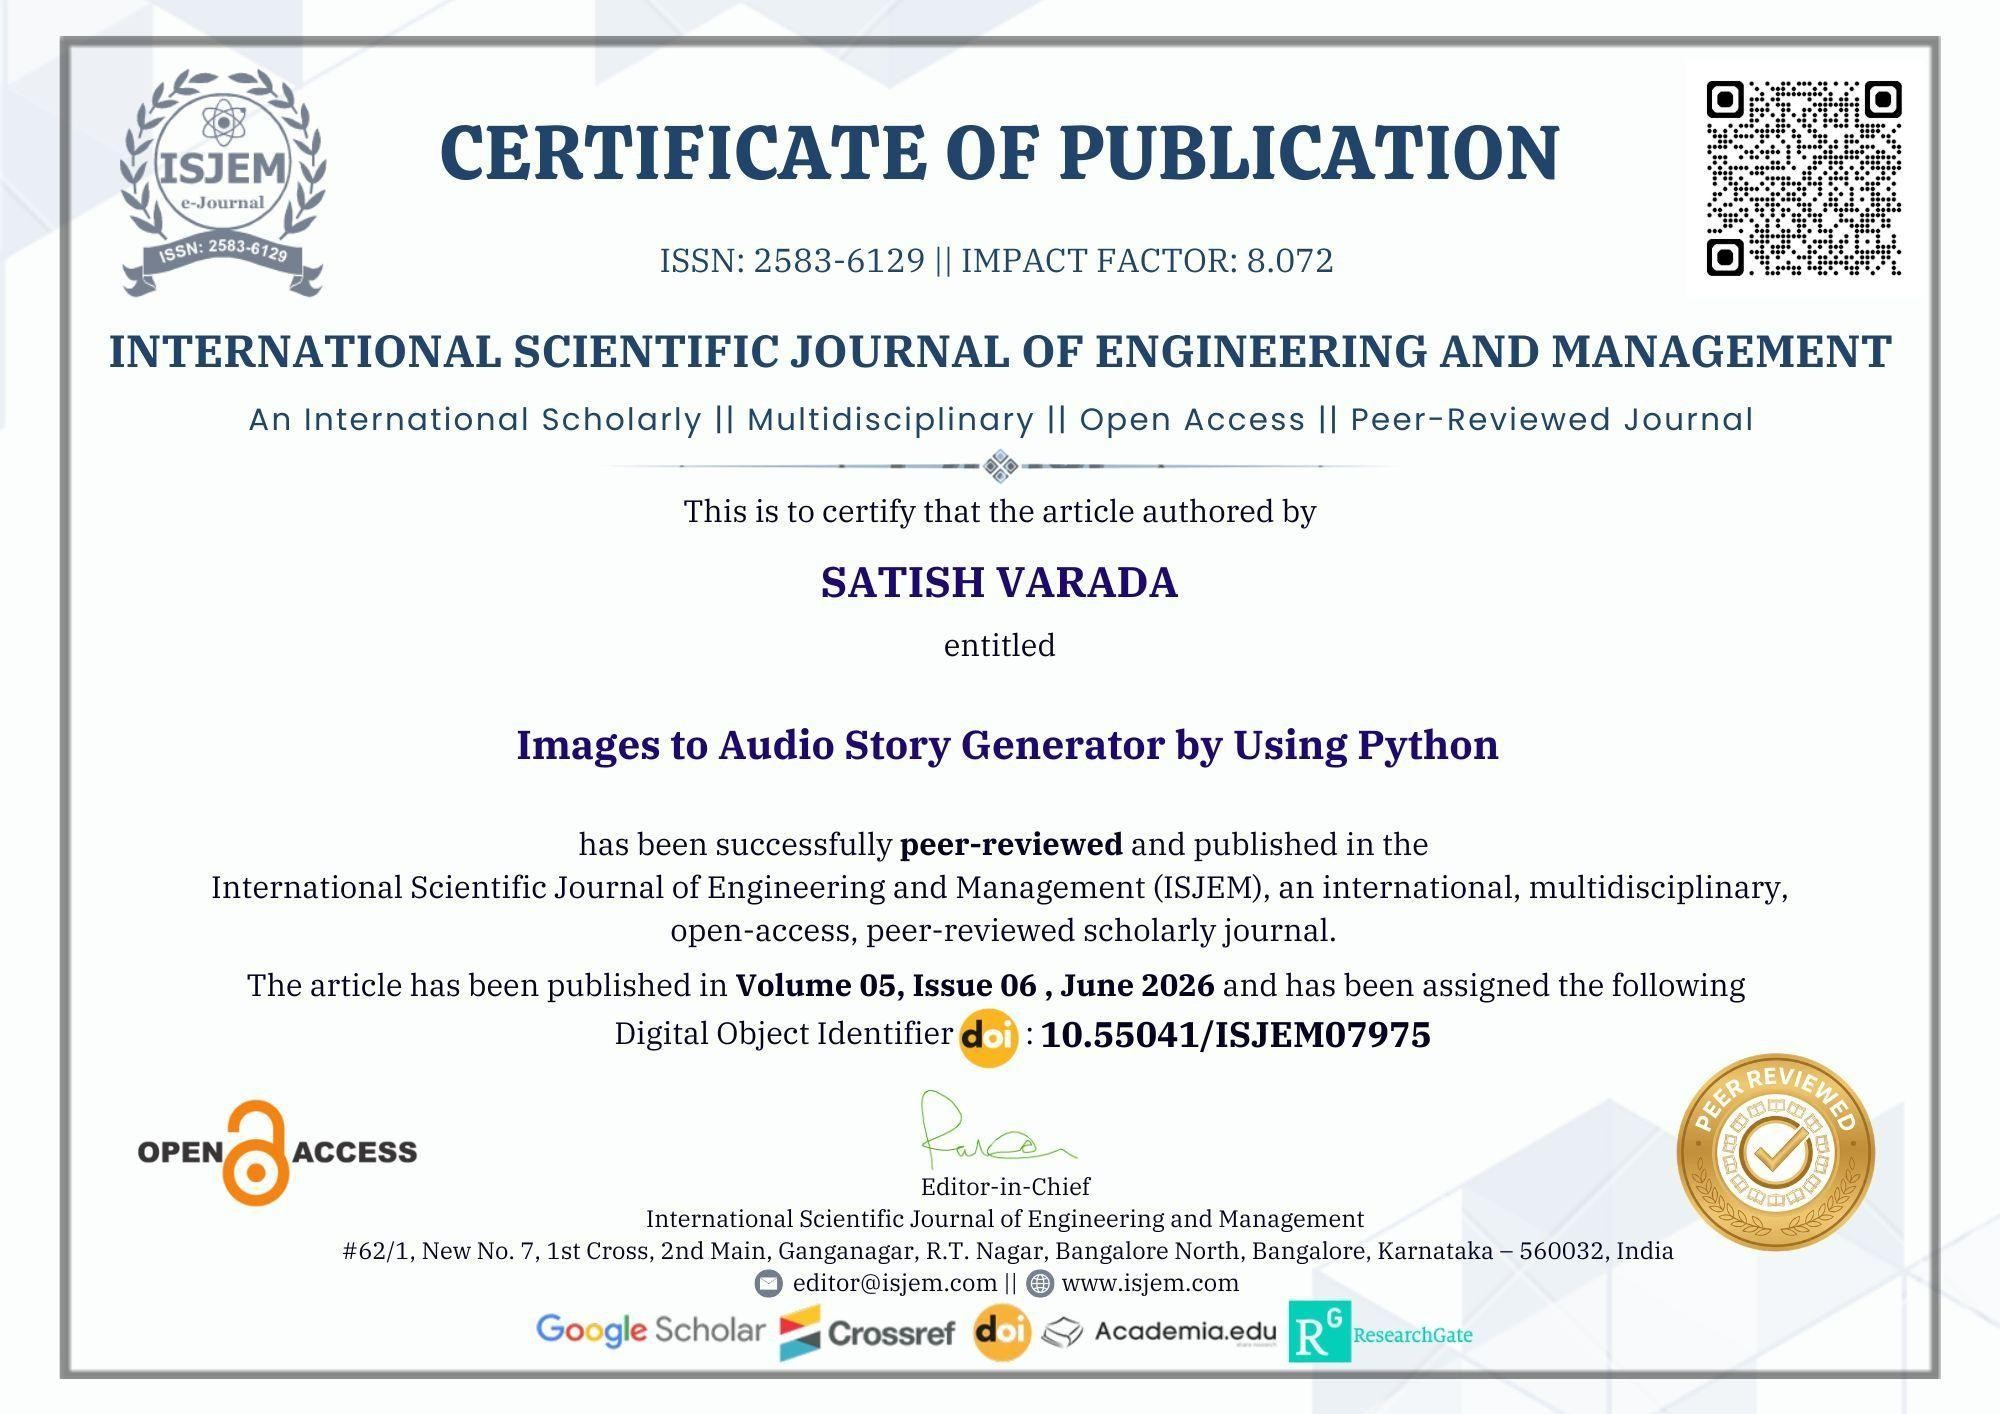 ISJEM
e-Journal
ISSN: 2583-6129
CERTIFICATE OF PUBLICATION
ISSN: 2583-6129 || IMPACT FACTOR: 8.072
INTERNATIONAL SCIENTIFIC JOURNAL OF ENGINEERING AND MANAGEMENT
An International Scholarly || Multidisciplinary || Open Access || Peer-Reviewed Journal
This is to certify that the article authored by
SATISH VARADA
entitled
Images to Audio Story Generator by Using Python
has been successfully peer-reviewed and published in the
International Scientific Journal of Engineering and Management (ISJEM), an international, multidisciplinary,
open-access, peer-reviewed scholarly journal.
The article has been published in Volume 05, Issue 06 , June 2026 and has been assigned the following
Digital Object Identifier doi : 10.55041/ISJEM07975
OPEN ACCESS
PEER REVIEWED
Editor-in-Chief
International Scientific Journal of Engineering and Management
#62/1, New No. 7, 1st Cross, 2nd Main, Ganganagar, R.T. Nagar, Bangalore North, Bangalore, Karnataka – 560032, India
editor@isjem.com || www.isjem.com
Google Scholar Crossref doi Academia.edu RG ResearchGate